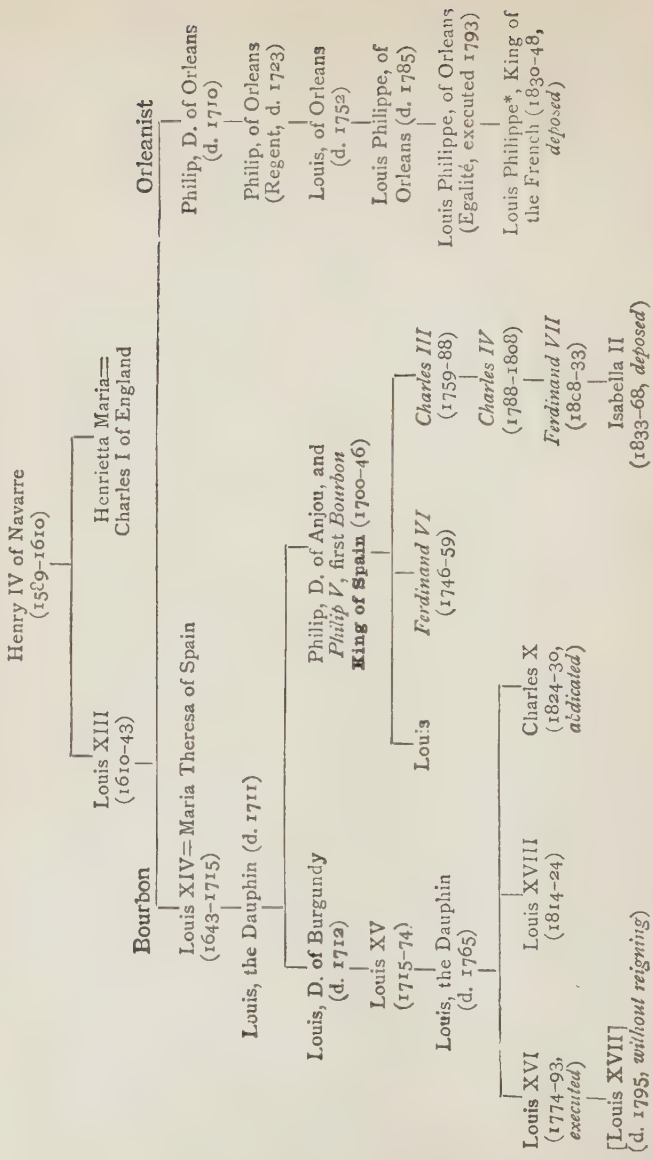 Henry IV of Navarre
(1589-1610)
Louis XIII
(1610-43)
Henrietta Maria=
Charles I of England
Bourbon
Orleanist
Louis XIV=Maria Theresa of Spain
(1643-1715)
Louis, the Dauphin (d. 1711)
Louis, D. of Burgundy
(d. 1712)
Louis XV
(1715-74)
Louis, the Dauphin
(d. 1765)
Louis XVI
(1774-93,
executed)
[Louis XVII]
(d. 1795, without reigning)
Louis XVIII
(1814-24)
Charles X
(1824-30,
abdicated)
Philip, D. of Anjou, and
Philip V, first Bourbon
King of Spain (1700-46)
Louis
Ferdinand VI
(1746-59)
Charles III
(1759-88)
Charles IV
(1788-1808)
Ferdinand VII
(1808-33)
Isabella II
(1833-68, deposed)
Philip, D. of Orleans
(d. 1710)
Philip, of Orleans
(Regent, d. 1723)
Louis, of Orleans
(d. 1752)
Louis Philippe, of
Orleans (d. 1785)
Louis Philippe, of Orleans
(Egalité, executed 1793)
Louis Philippe*, King of
the French (1830-48,
deposed)